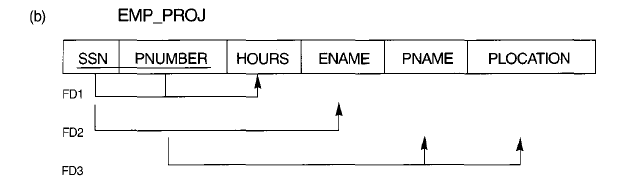 (b) EMP_PROJ
SSN PNUMBER HOURS ENAME PNAME PLOCATION
FD1
FD2
FD3